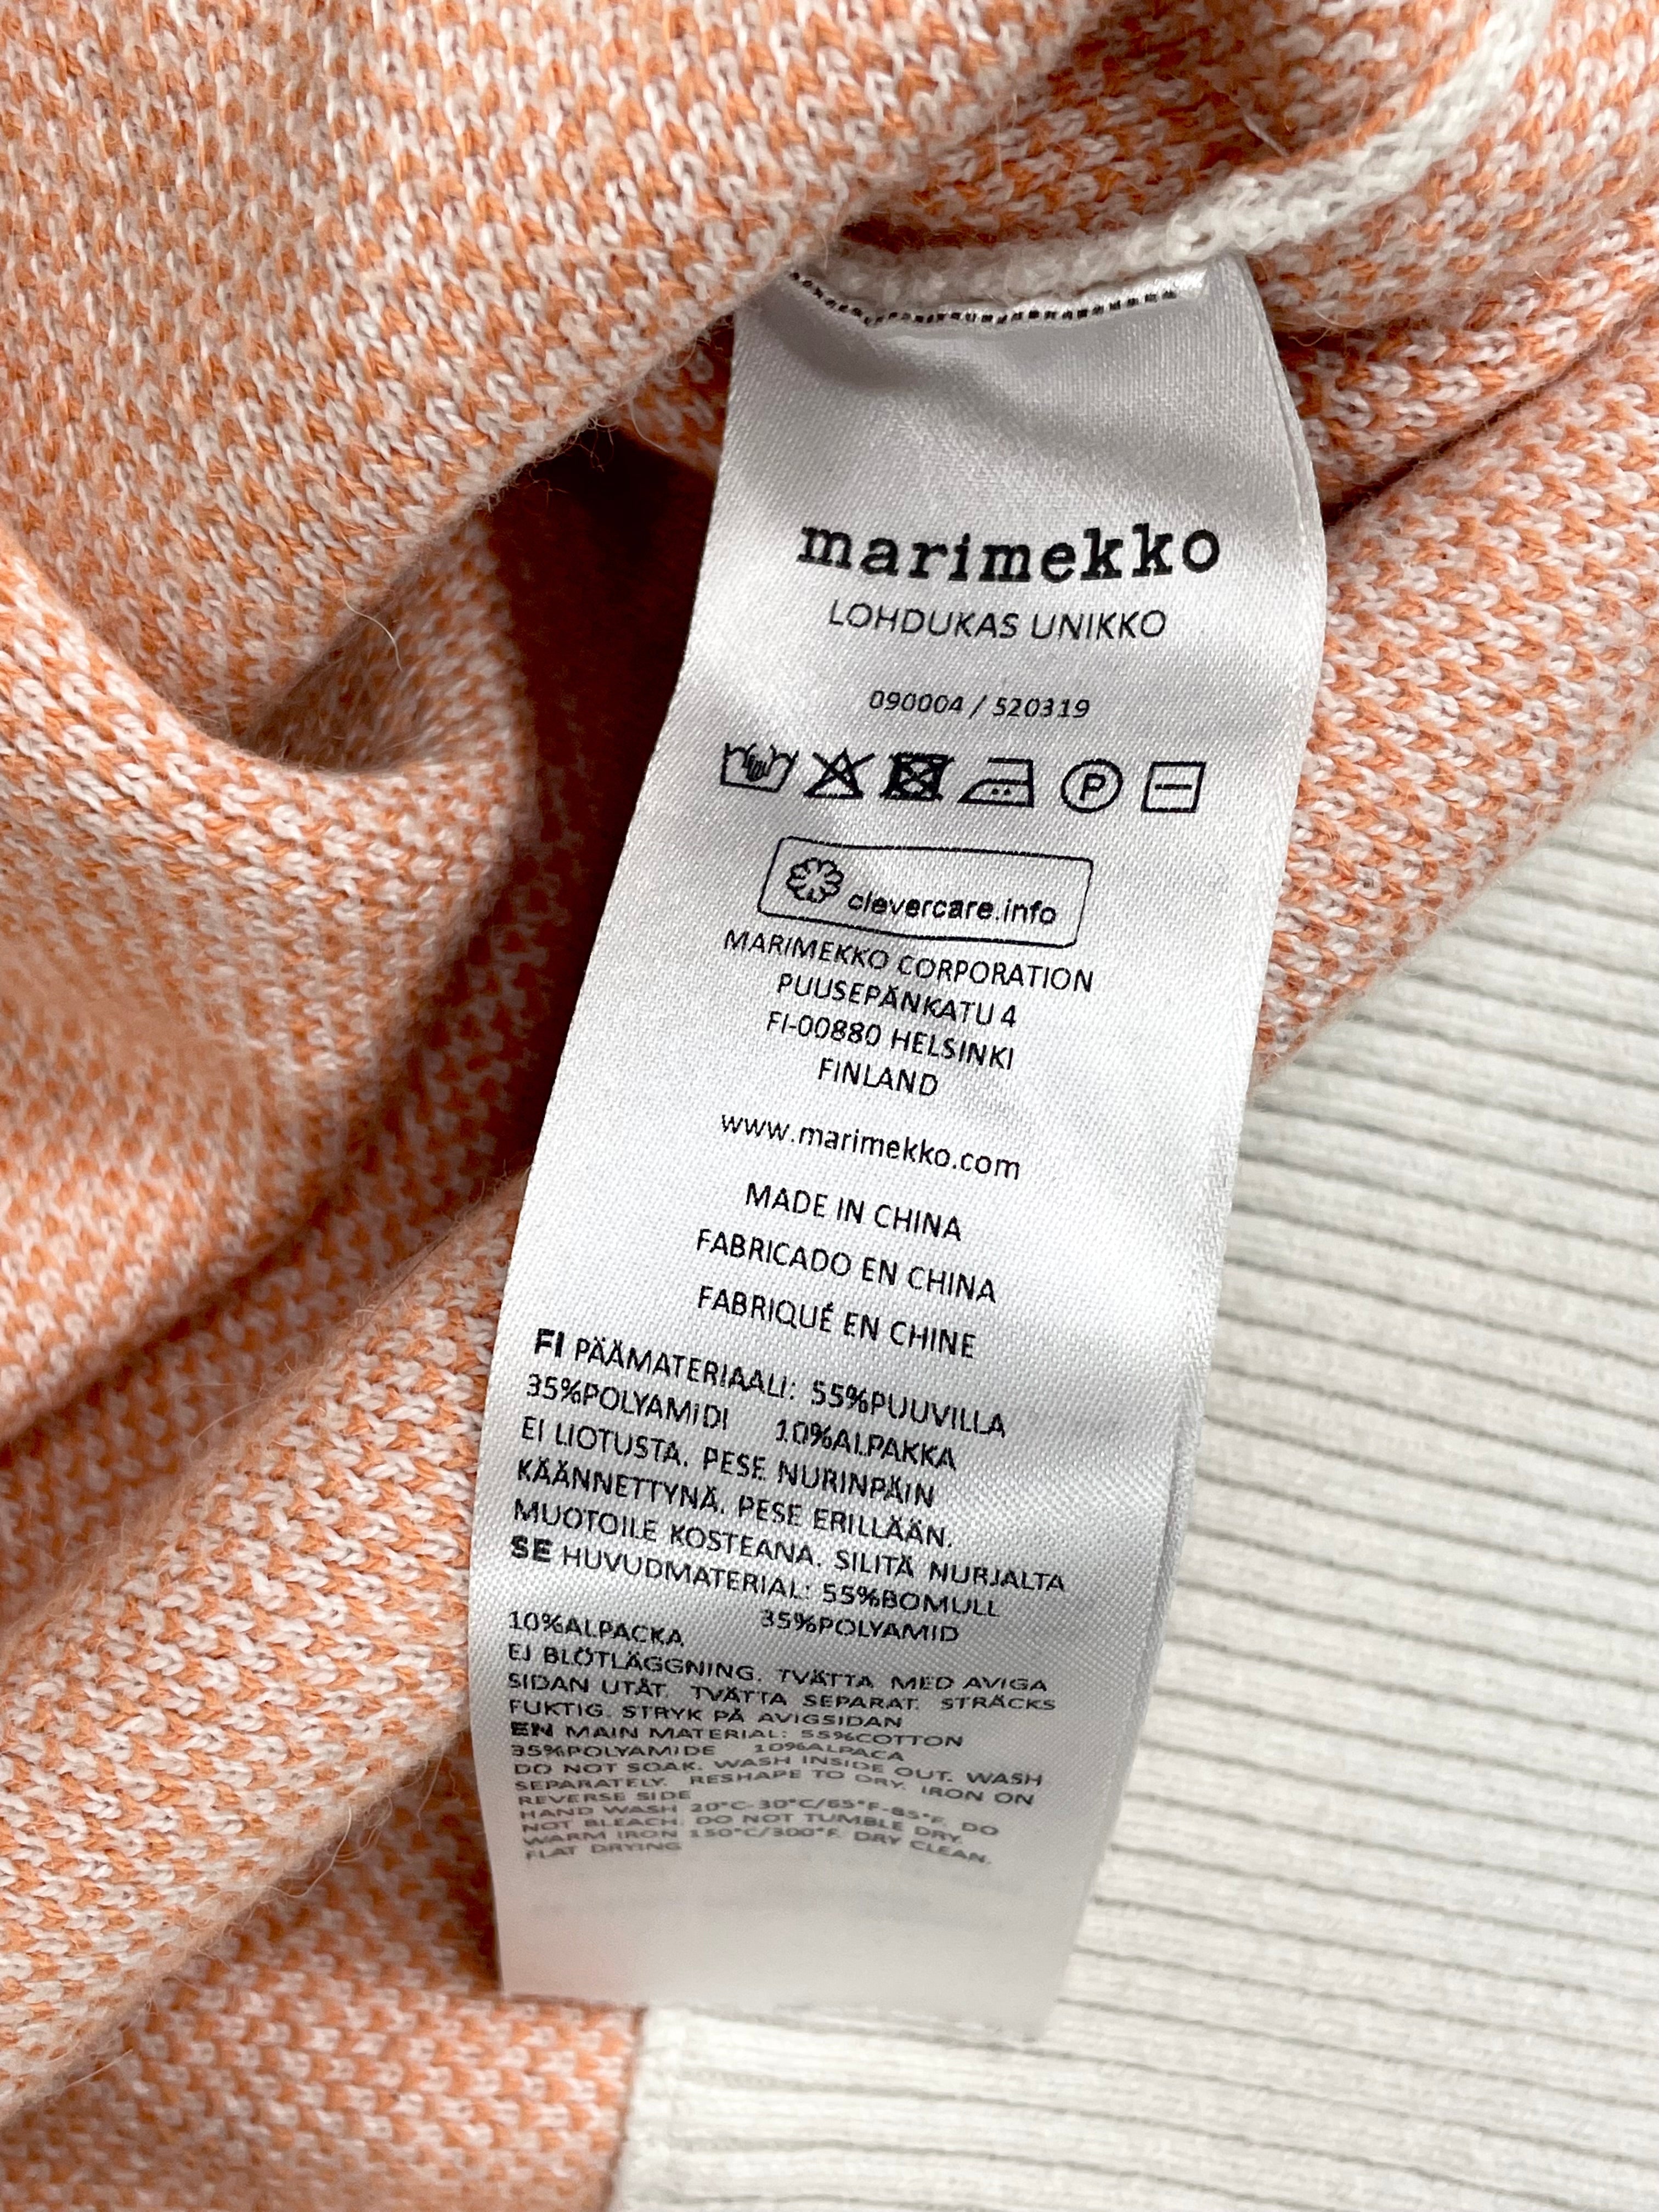 marimekko
LOHDUKAS UNIKKO
090004 / 520319
P
clevercare.info
MARIMEKKO CORPORATION
PUUSEPÄNKATU 4
FI-00880 HELSINKI
FINLAND
www.marimekko.com
MADE IN CHINA
FABRICADO EN CHINA
FABRIQUÉ EN CHINE
FI PÄÄMATERIAALI: 55%PUUVILLA
35%POLYAMIDI 10%ALPAKKA
EI LIOTUSTA. PESE NURINPÄIN
KÄÄNNETTYNÄ. PESE ERILLÄÄN.
MUOTOILE KOSTEANA. SILITÄ NURJALTA
SE HUVUDMATERIAL: 55%BOMULL
35%POLYAMID
10%ALPACKA
EJ BLÖTLÄGGNING. TVÄTTA MED AVIGA
SIDAN UTÅT. TVÄTTA SEPARAT. STRÄCKS
FUKTIG. STRYK PÅ AVIGSIDAN
EN MAIN MATERIAL: 55%COTTON
35%POLYAMIDE 10%ALPACA
DO NOT SOAK. WASH INSIDE OUT. WASH
SEPARATELY. RESHAPE TO DRY. IRON ON
REVERSE SIDE
HAND WASH 20°C-30°C/65°F-85°F. DO
NOT BLEACH. DO NOT TUMBLE DRY.
WARM IRON 150°C/300°F. DRY CLEAN.
FLAT DRYING